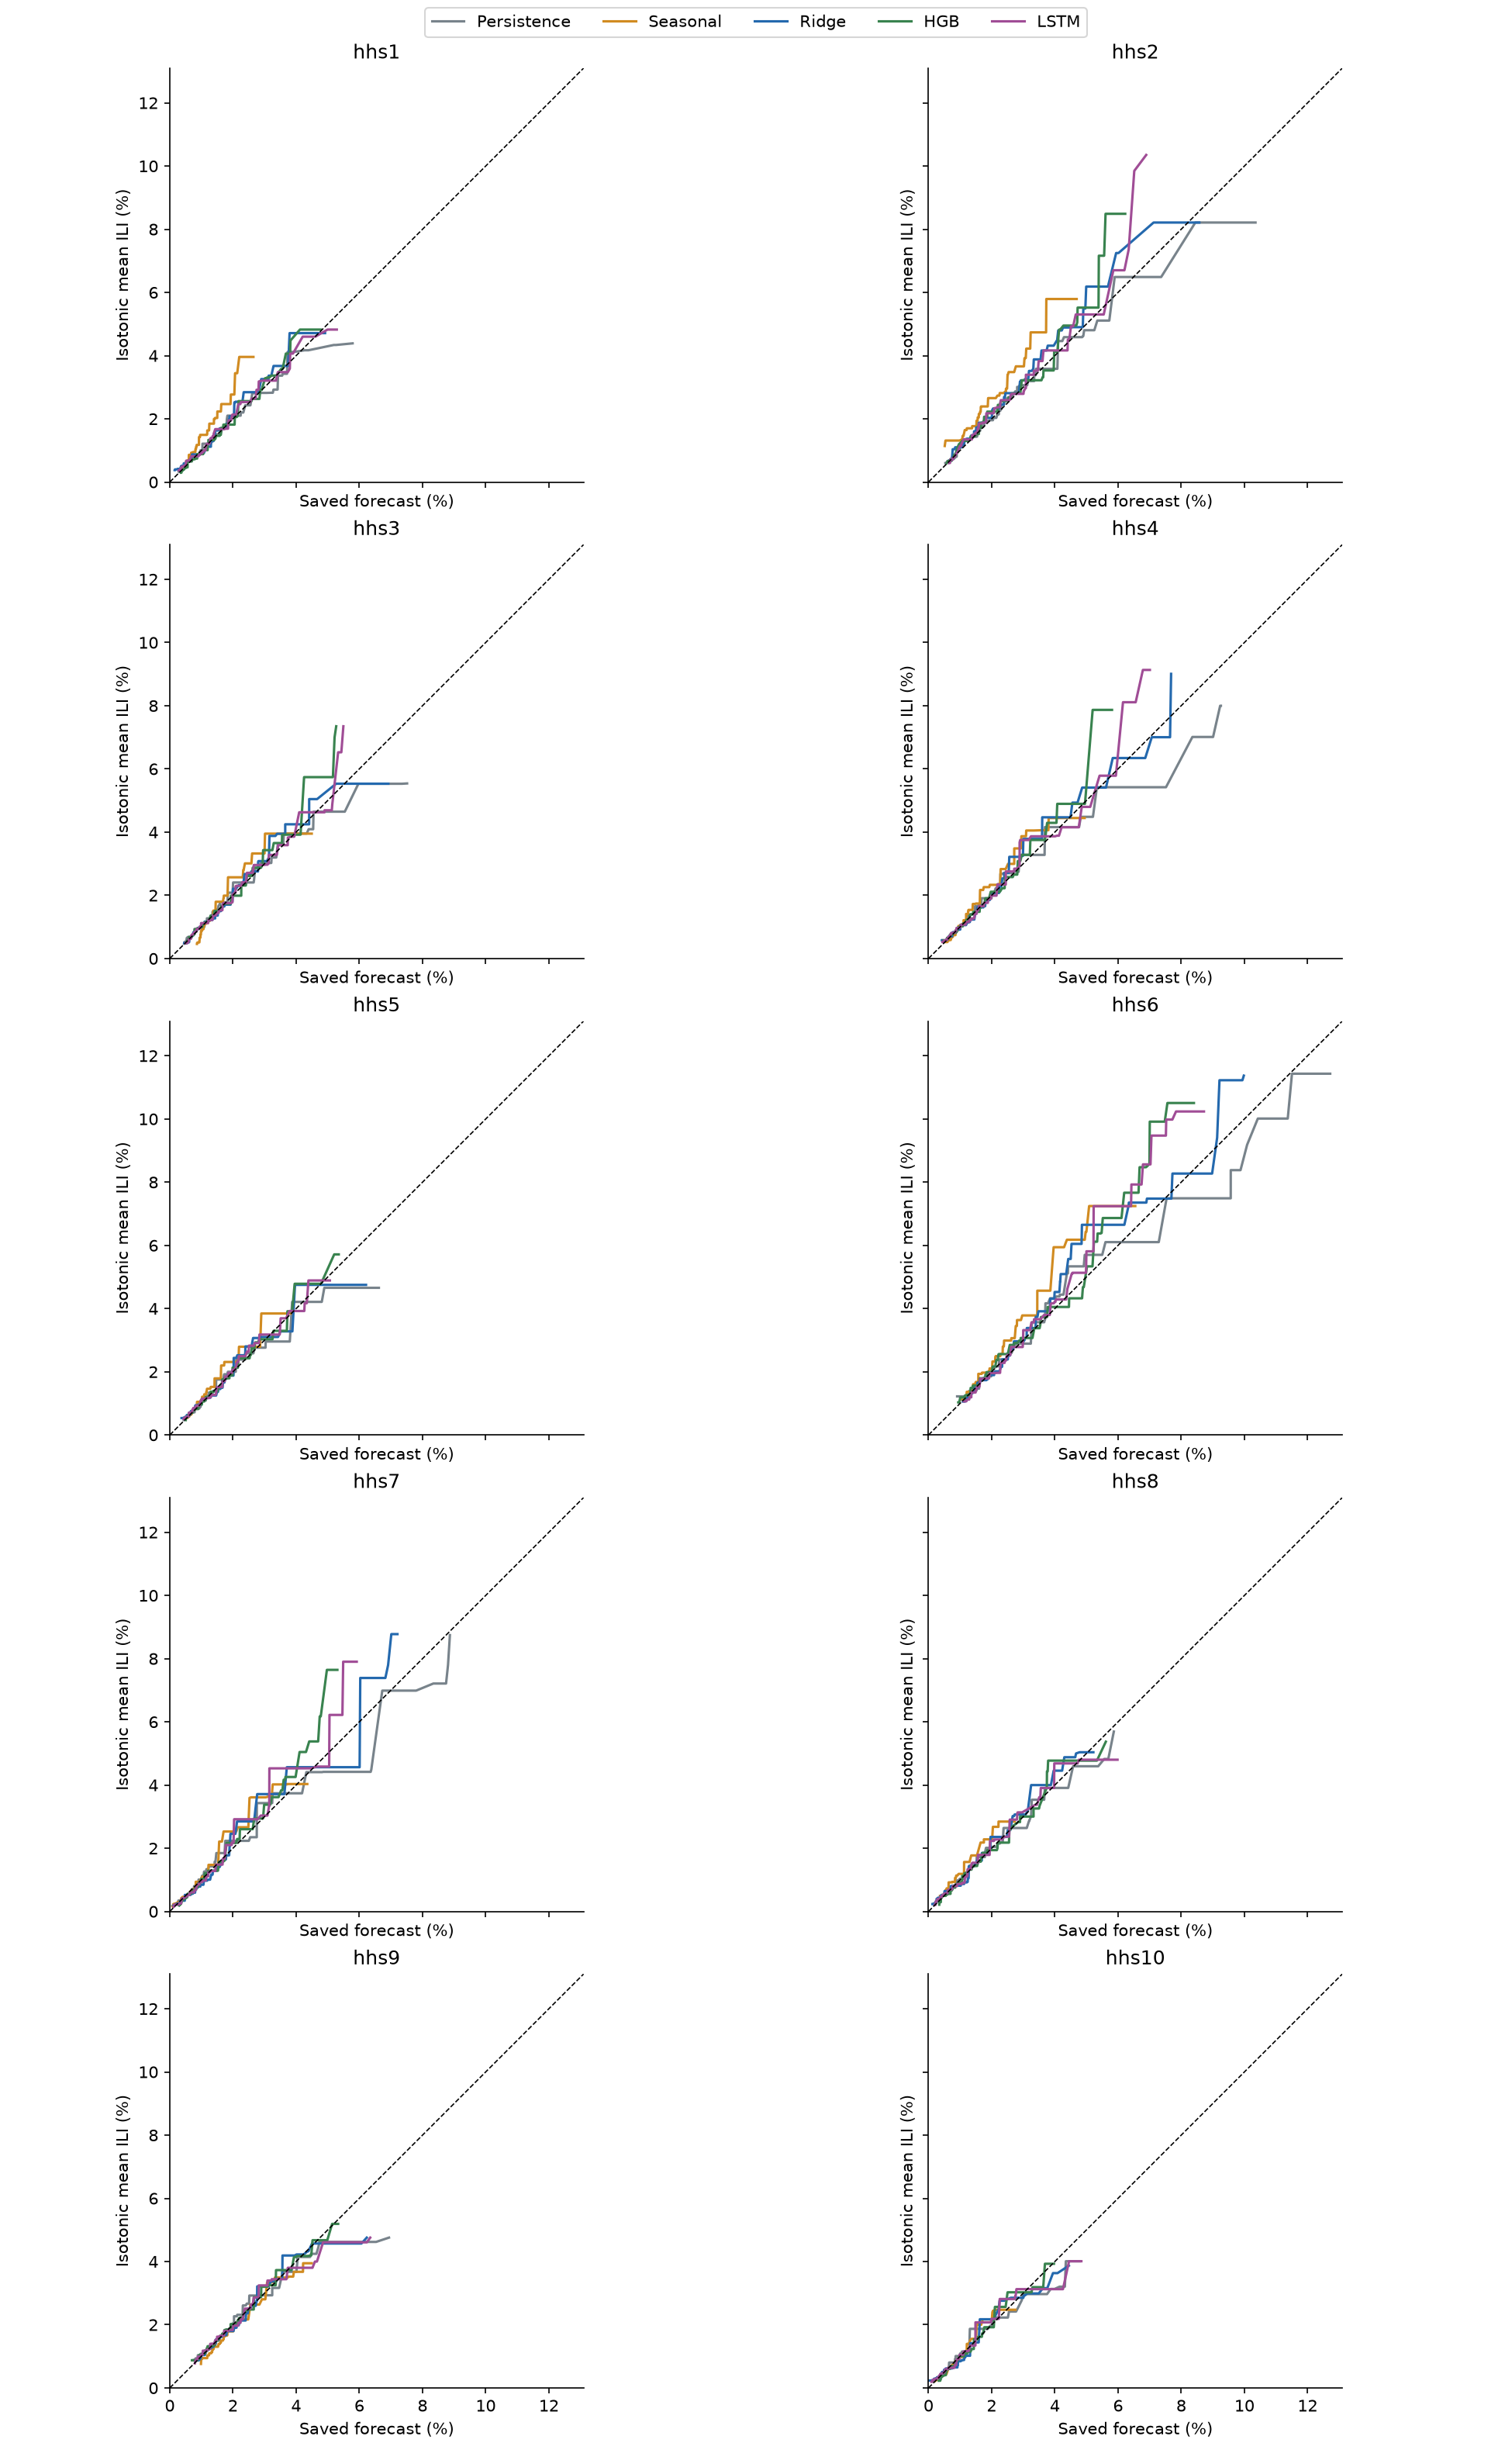 Persistence Seasonal Ridge HGB LSTM
hhs1 hhs2
12
10
8
6
4
2
0
Isotonic mean ILI (%) Isotonic mean ILI (%)
Saved forecast (%) Saved forecast (%)
hhs3 hhs4
12
10
8
6
4
2
0
Isotonic mean ILI (%) Isotonic mean ILI (%)
Saved forecast (%) Saved forecast (%)
hhs5 hhs6
12
10
8
6
4
2
0
Isotonic mean ILI (%) Isotonic mean ILI (%)
Saved forecast (%) Saved forecast (%)
hhs7 hhs8
12
10
8
6
4
2
0
Isotonic mean ILI (%) Isotonic mean ILI (%)
Saved forecast (%) Saved forecast (%)
hhs9 hhs10
12
10
8
6
4
2
0
Isotonic mean ILI (%) Isotonic mean ILI (%)
0 2 4 6 8 10 12 0 2 4 6 8 10 12
Saved forecast (%) Saved forecast (%)